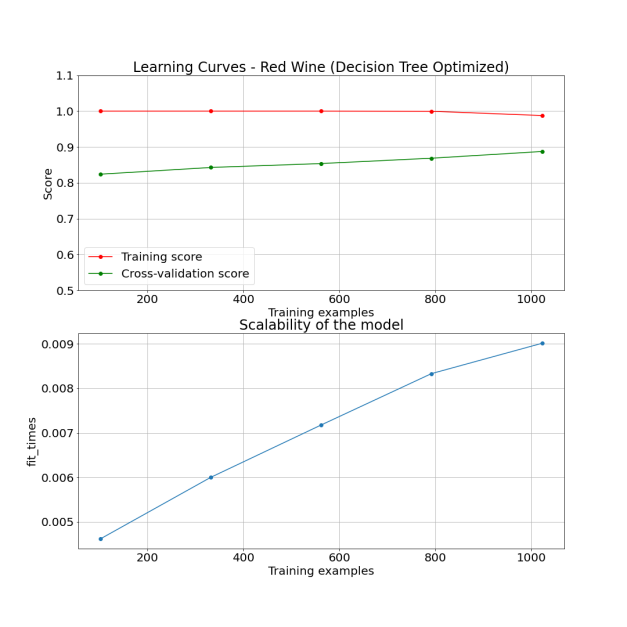 Learning Curves - Red Wine (Decision Tree Optimized)
1.1
1.0
0.9
0.8
0.7
0.6
0.5
Score
Training score
Cross-validation score
200 400 600 800 1000
Training examples
Scalability of the model
0.009
0.008
0.007
0.006
0.005
fit_times
200 400 600 800 1000
Training examples